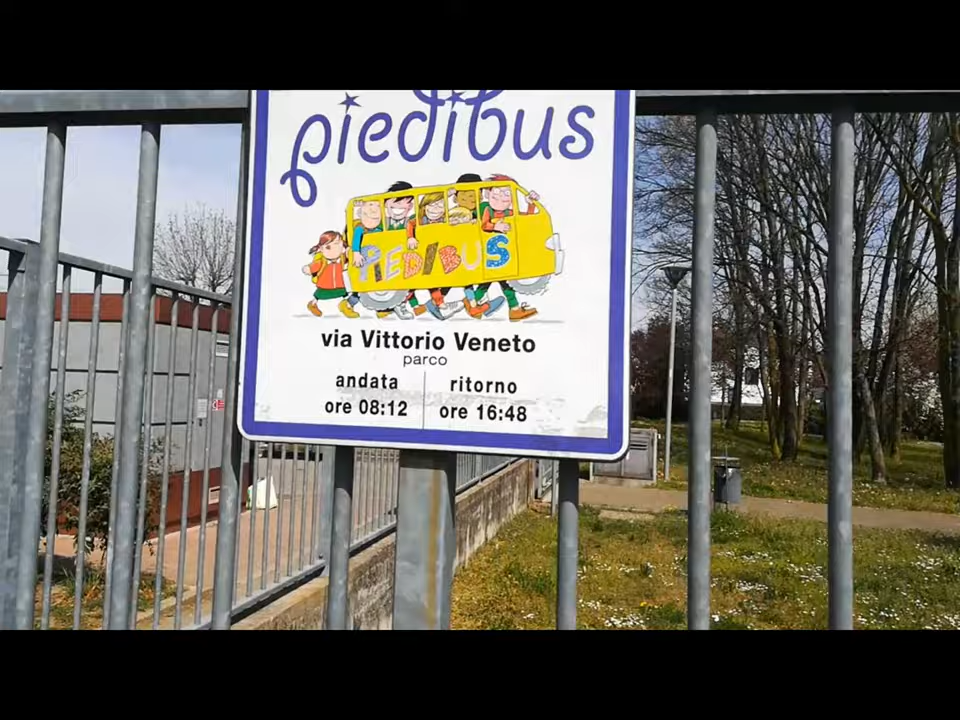 piedibus
PEDIBUS
via Vittorio Veneto
parco
andata ritorno
ore 08:12 ore 16:48